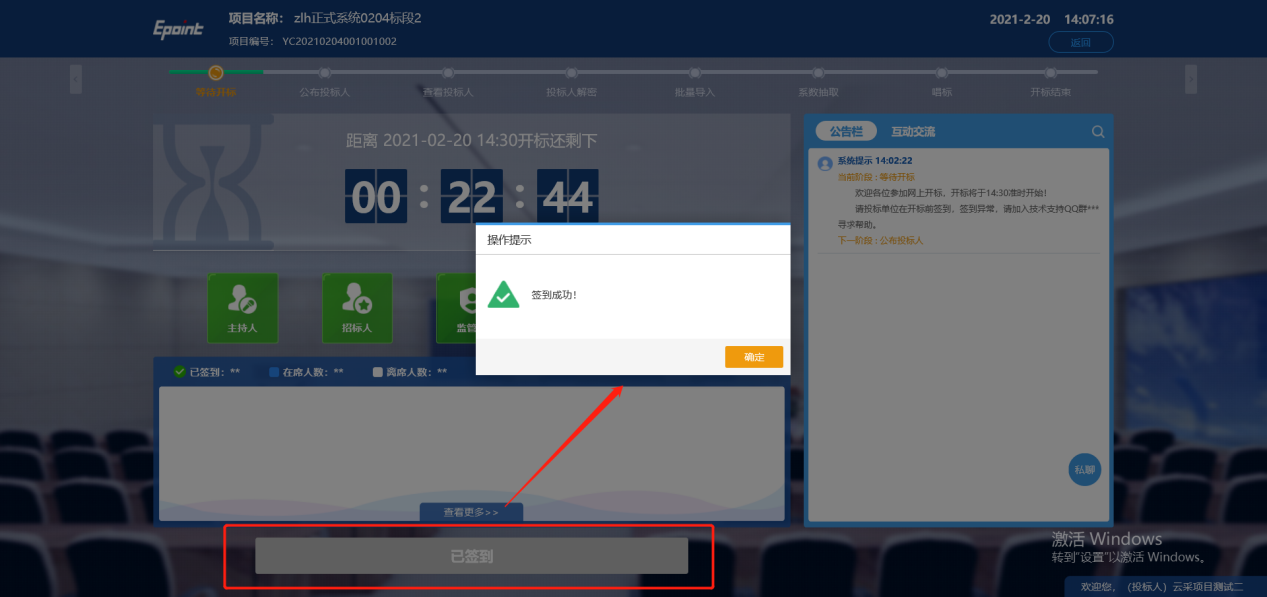 Epoint
项目名称: zlh正式系统0204标段2
项目编号: YC20210204001001002
2021-2-20 14:07:16
返回
等待开标
公布投标人
查看投标人
投标人解密
批量导入
系数抽取
唱标
开标结束
距离 2021-02-20 14:30开标还剩下
00 : 22 : 44
主持人
招标人
监管
已签到: **
在席人数: **
离席人数: **
查看更多>>
已签到
操作提示
签到成功!
确定
公告栏
互动交流
系统提示 14:02:22
当前阶段 : 等待开标
欢迎各位参加网上开标，开标将于14:30准时开始!
请投标单位在开标前签到，签到异常，请加入技术支持QQ群***
寻求帮助。
下一阶段 : 公布投标人
私聊
激活 Windows
转到"设置"以激活 Windows。
欢迎您，(投标人) 云采项目测试二